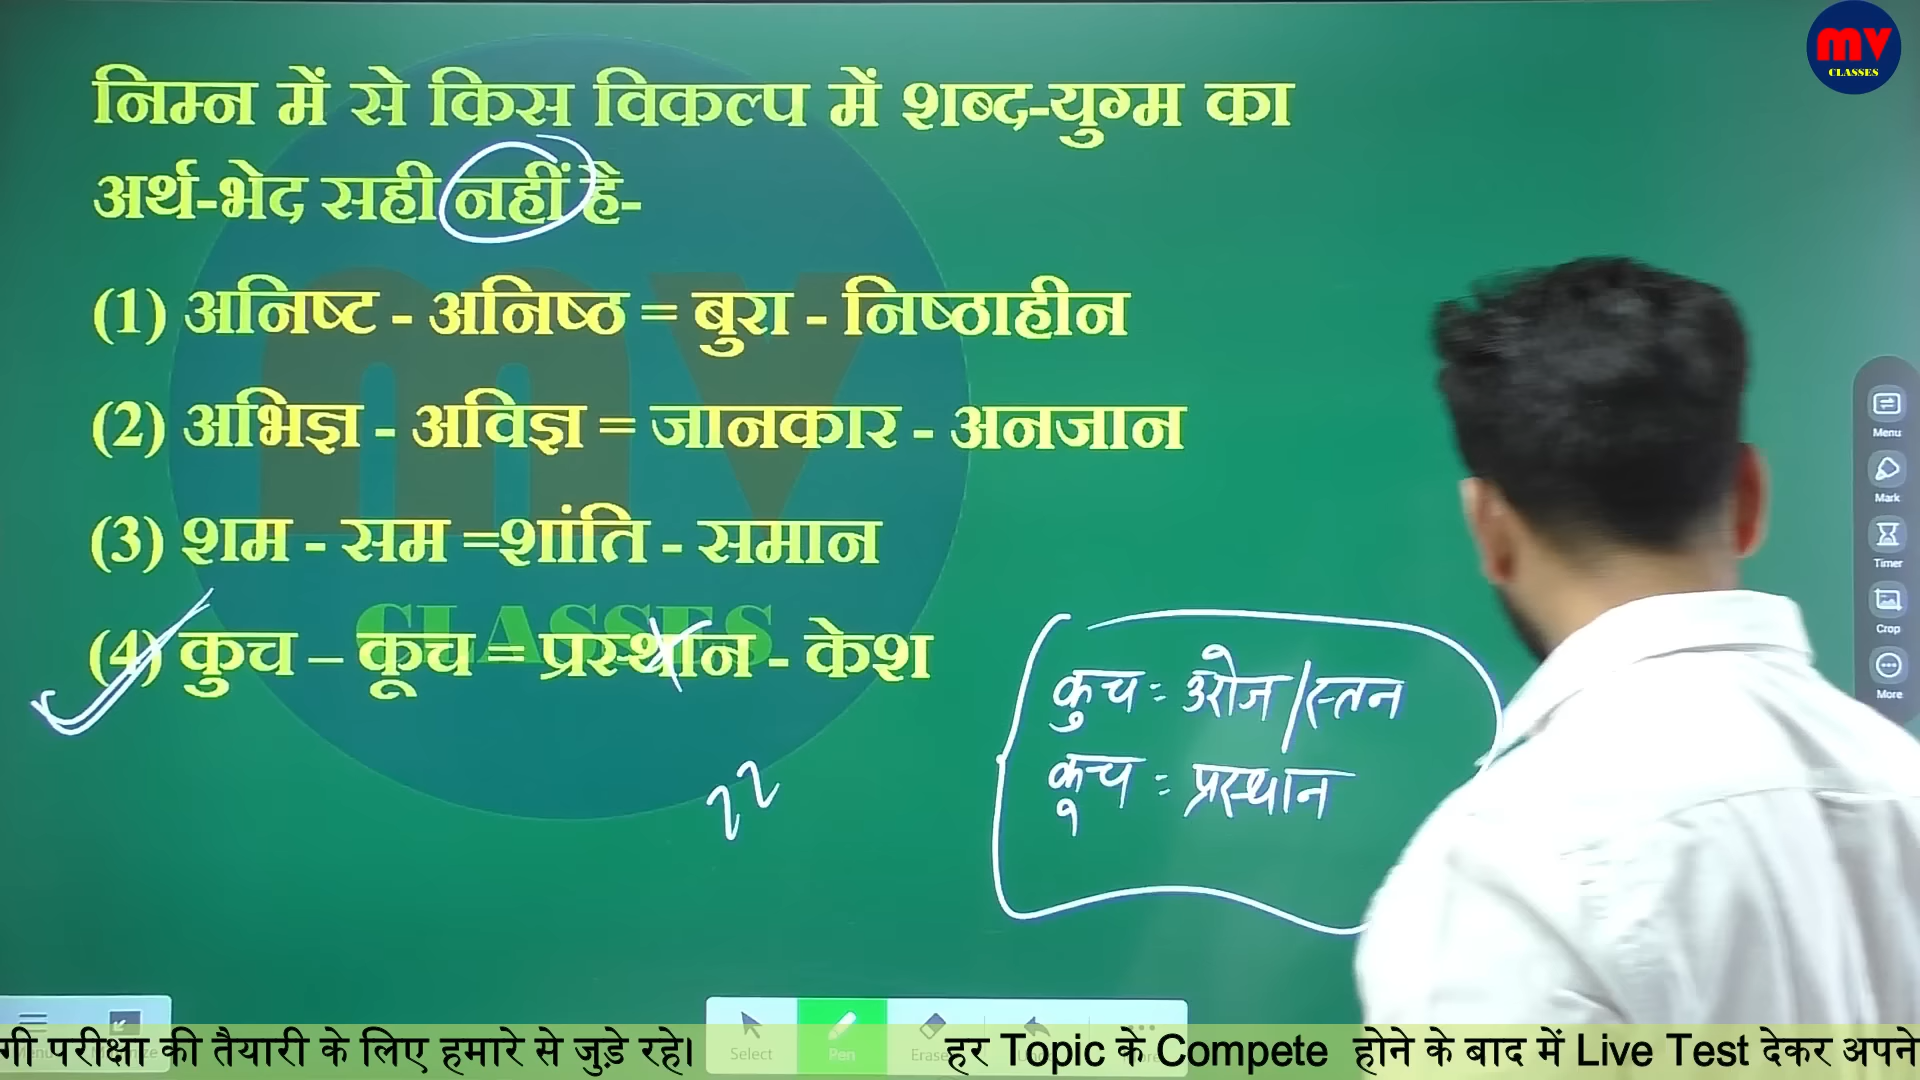 mv
CLASSES
निम्न में से किस विकल्प में शब्द-युग्म का
अर्थ-भेद सही नहीं है-
(1) अनिष्ट - अनिष्ठ = बुरा - निष्ठाहीन
(2) अभिज्ञ - अविज्ञ = जानकार - अनजान
(3) शम - सम =शांति - समान
(4) कुच – कूच = प्रस्थान - केश
mv
CLASSES
कुच = उरोज/स्तन
कूच = प्रस्थान
Menu
Mark
Timer
Crop
More
Select
Pen
गी परीक्षा की तैयारी के लिए हमारे से जुड़े रहे। हर Topic के Compete होने के बाद में Live Test देकर अपने